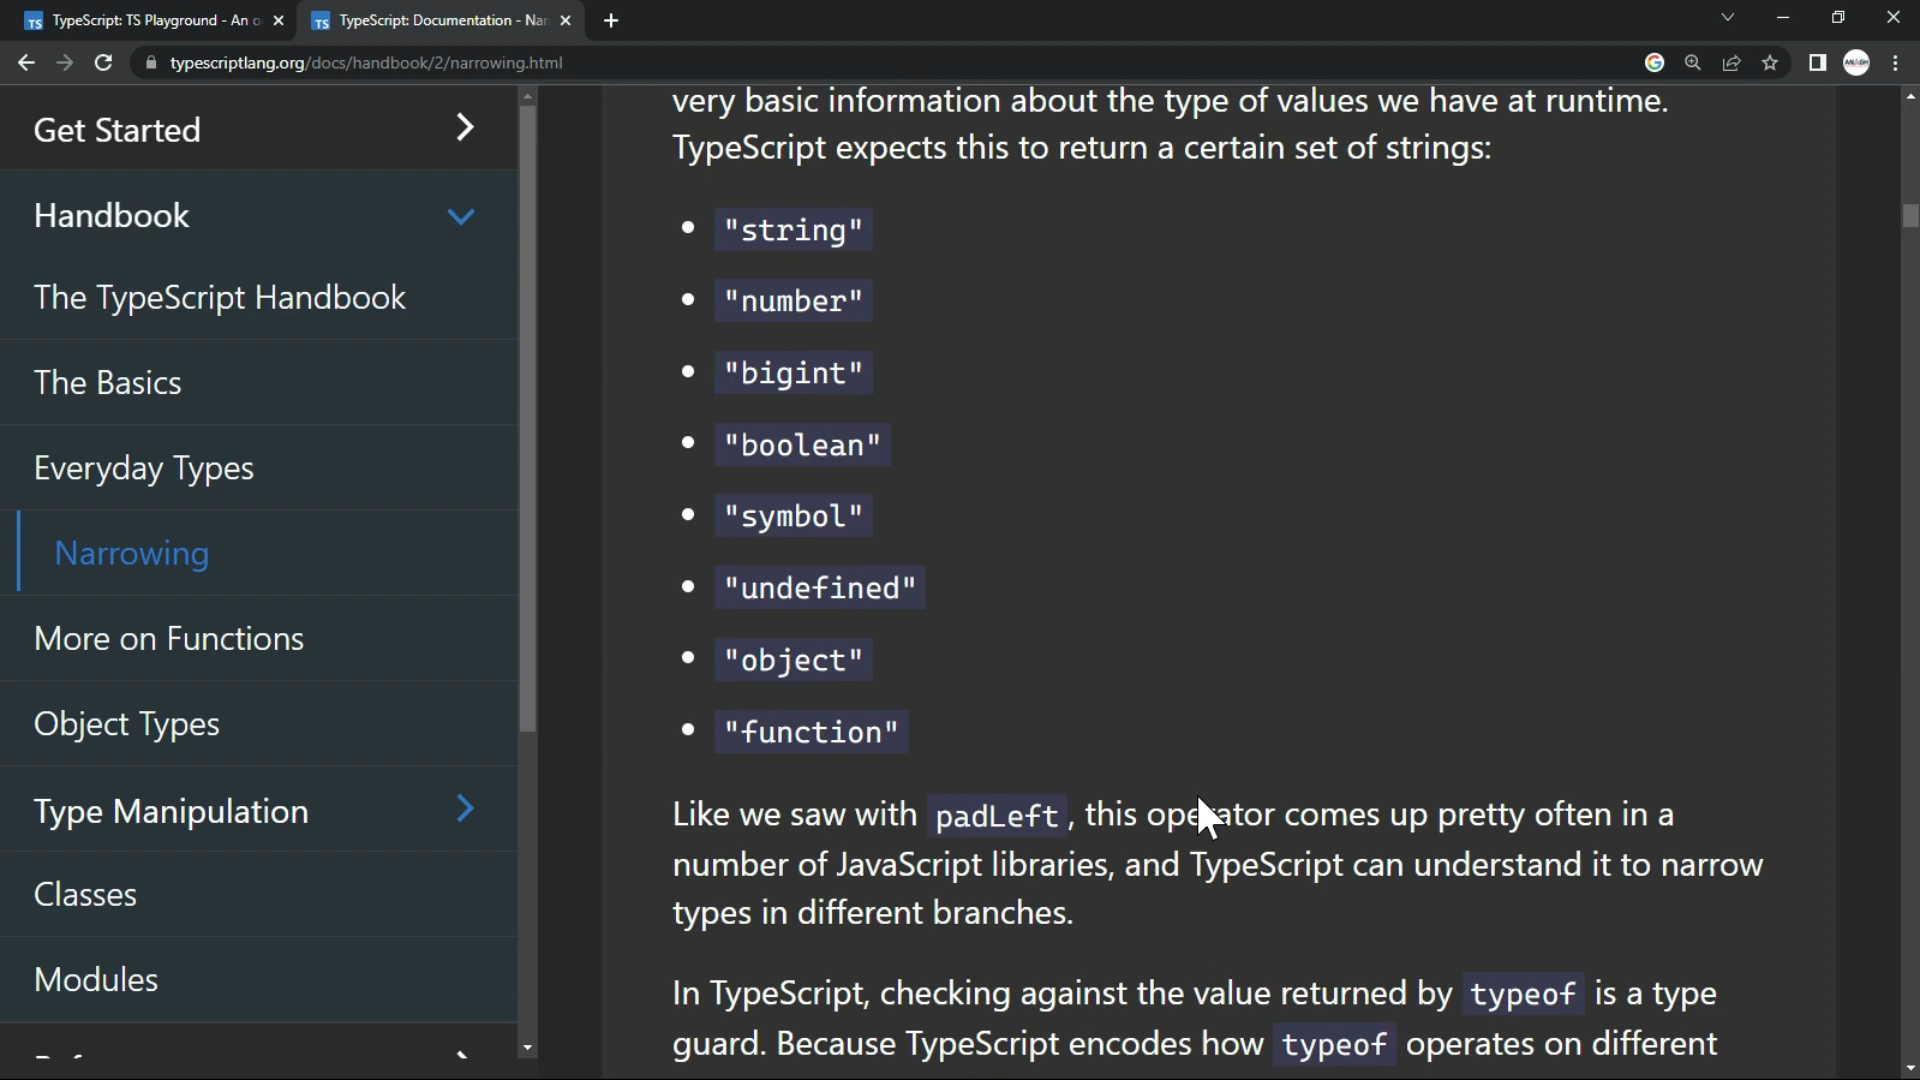 TypeScript: TS Playground - An o
TypeScript: Documentation - Nar
typescriptlang.org/docs/handbook/2/narrowing.html
Get Started
Handbook
The TypeScript Handbook
The Basics
Everyday Types
Narrowing
More on Functions
Object Types
Type Manipulation
Classes
Modules
very basic information about the type of values we have at runtime.
TypeScript expects this to return a certain set of strings:
• "string"
• "number"
• "bigint"
• "boolean"
• "symbol"
• "undefined"
• "object"
• "function"
Like we saw with padLeft, this operator comes up pretty often in a
number of JavaScript libraries, and TypeScript can understand it to narrow
types in different branches.
In TypeScript, checking against the value returned by typeof is a type
guard. Because TypeScript encodes how typeof operates on different